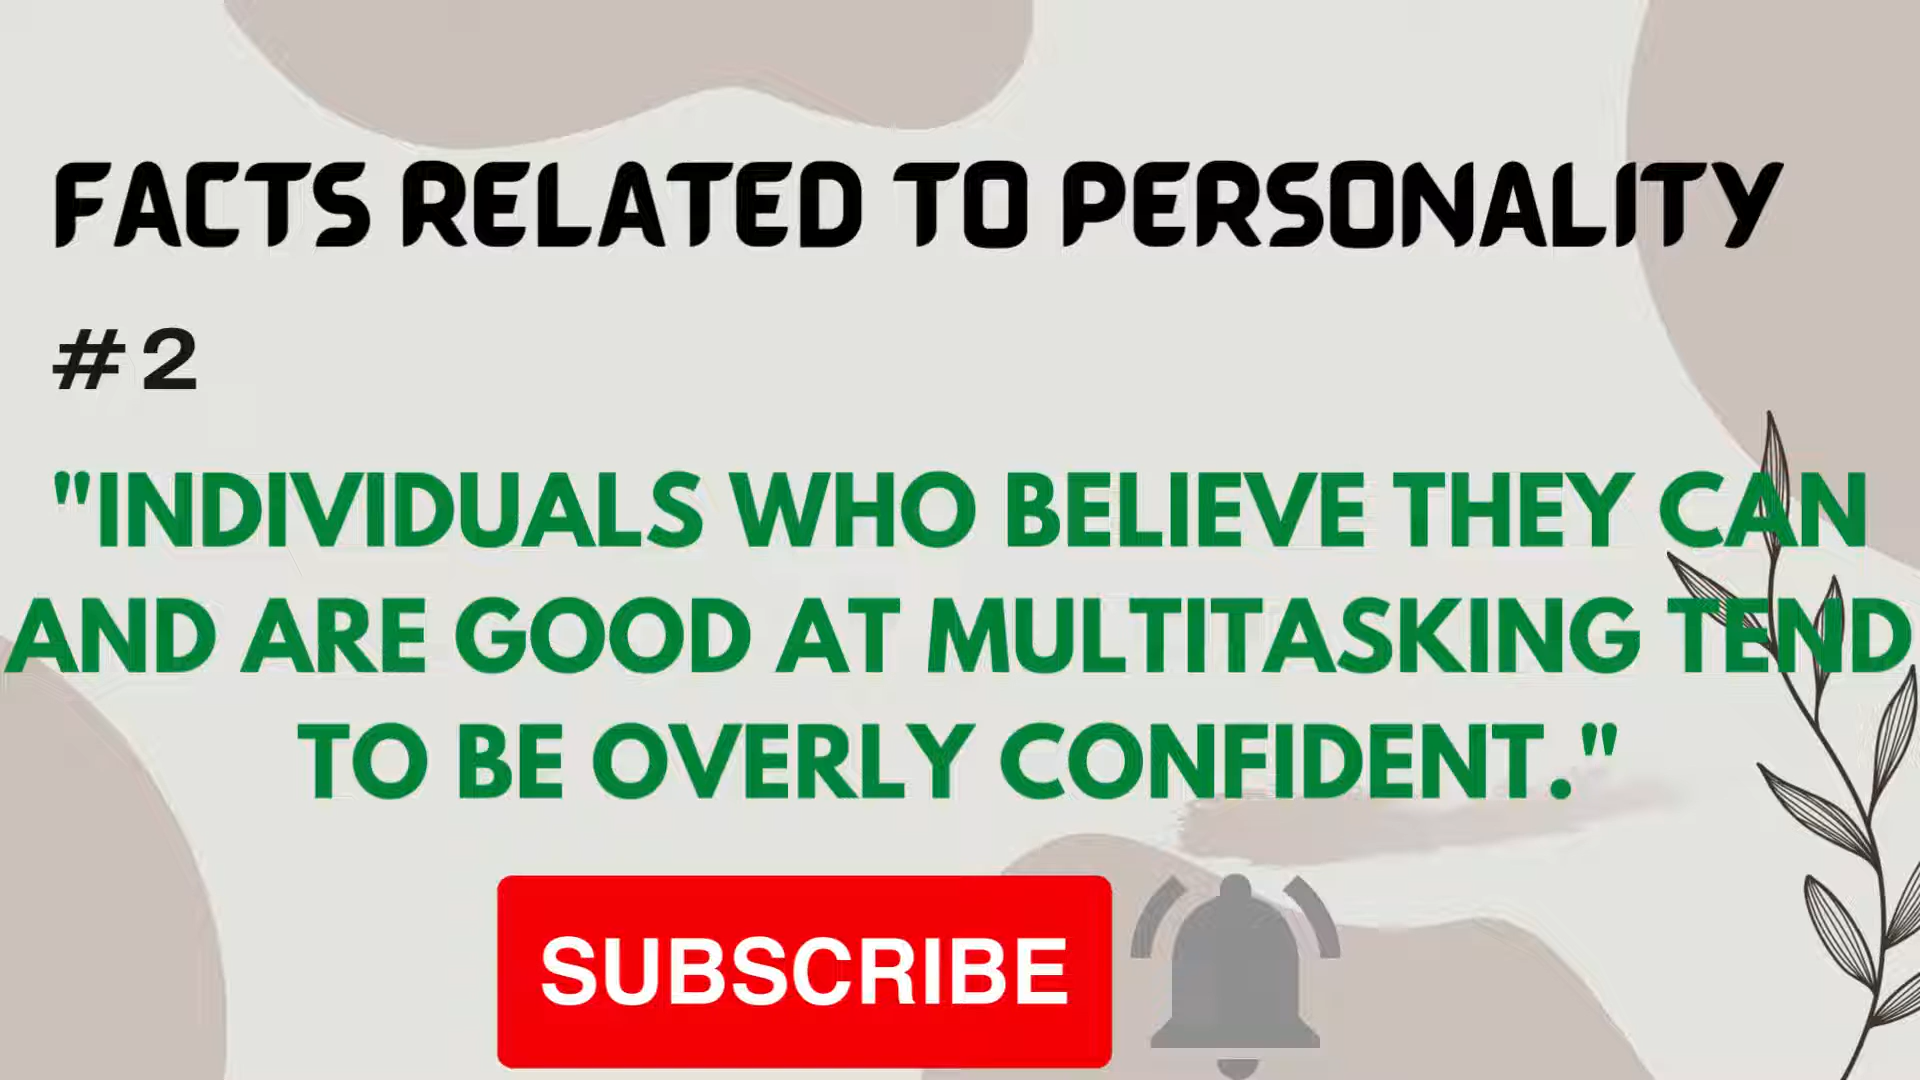 FACTS RELATED TO PERSONALITY
#2
"INDIVIDUALS WHO BELIEVE THEY CAN
AND ARE GOOD AT MULTITASKING TEND
TO BE OVERLY CONFIDENT."
SUBSCRIBE